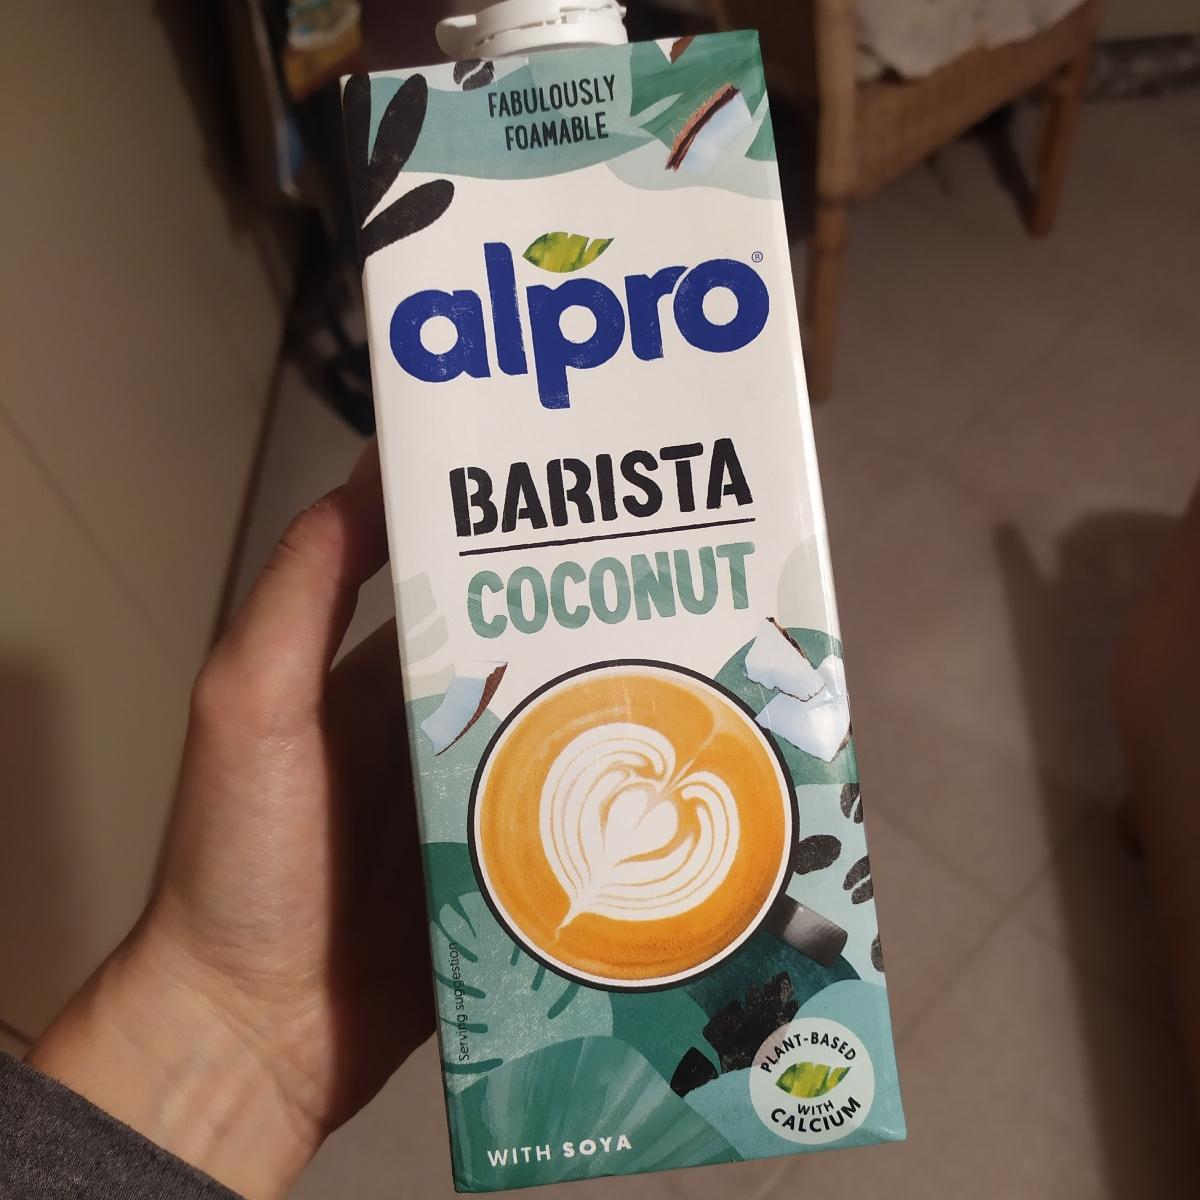 FABULOUSLY
FOAMABLE
alpro®
BARISTA
COCONUT
Serving suggestion
PLANT-BASED
WITH
CALCIUM
WITH SOYA